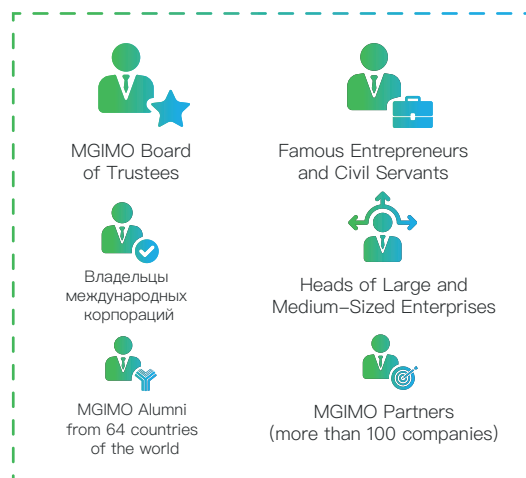 MGIMO Board
of Trustees
Famous Entrepreneurs
and Civil Servants
Владельцы
международных
корпораций
Heads of Large and
Medium–Sized Enterprises
MGIMO Alumni
from 64 countries
of the world
MGIMO Partners
(more than 100 companies)